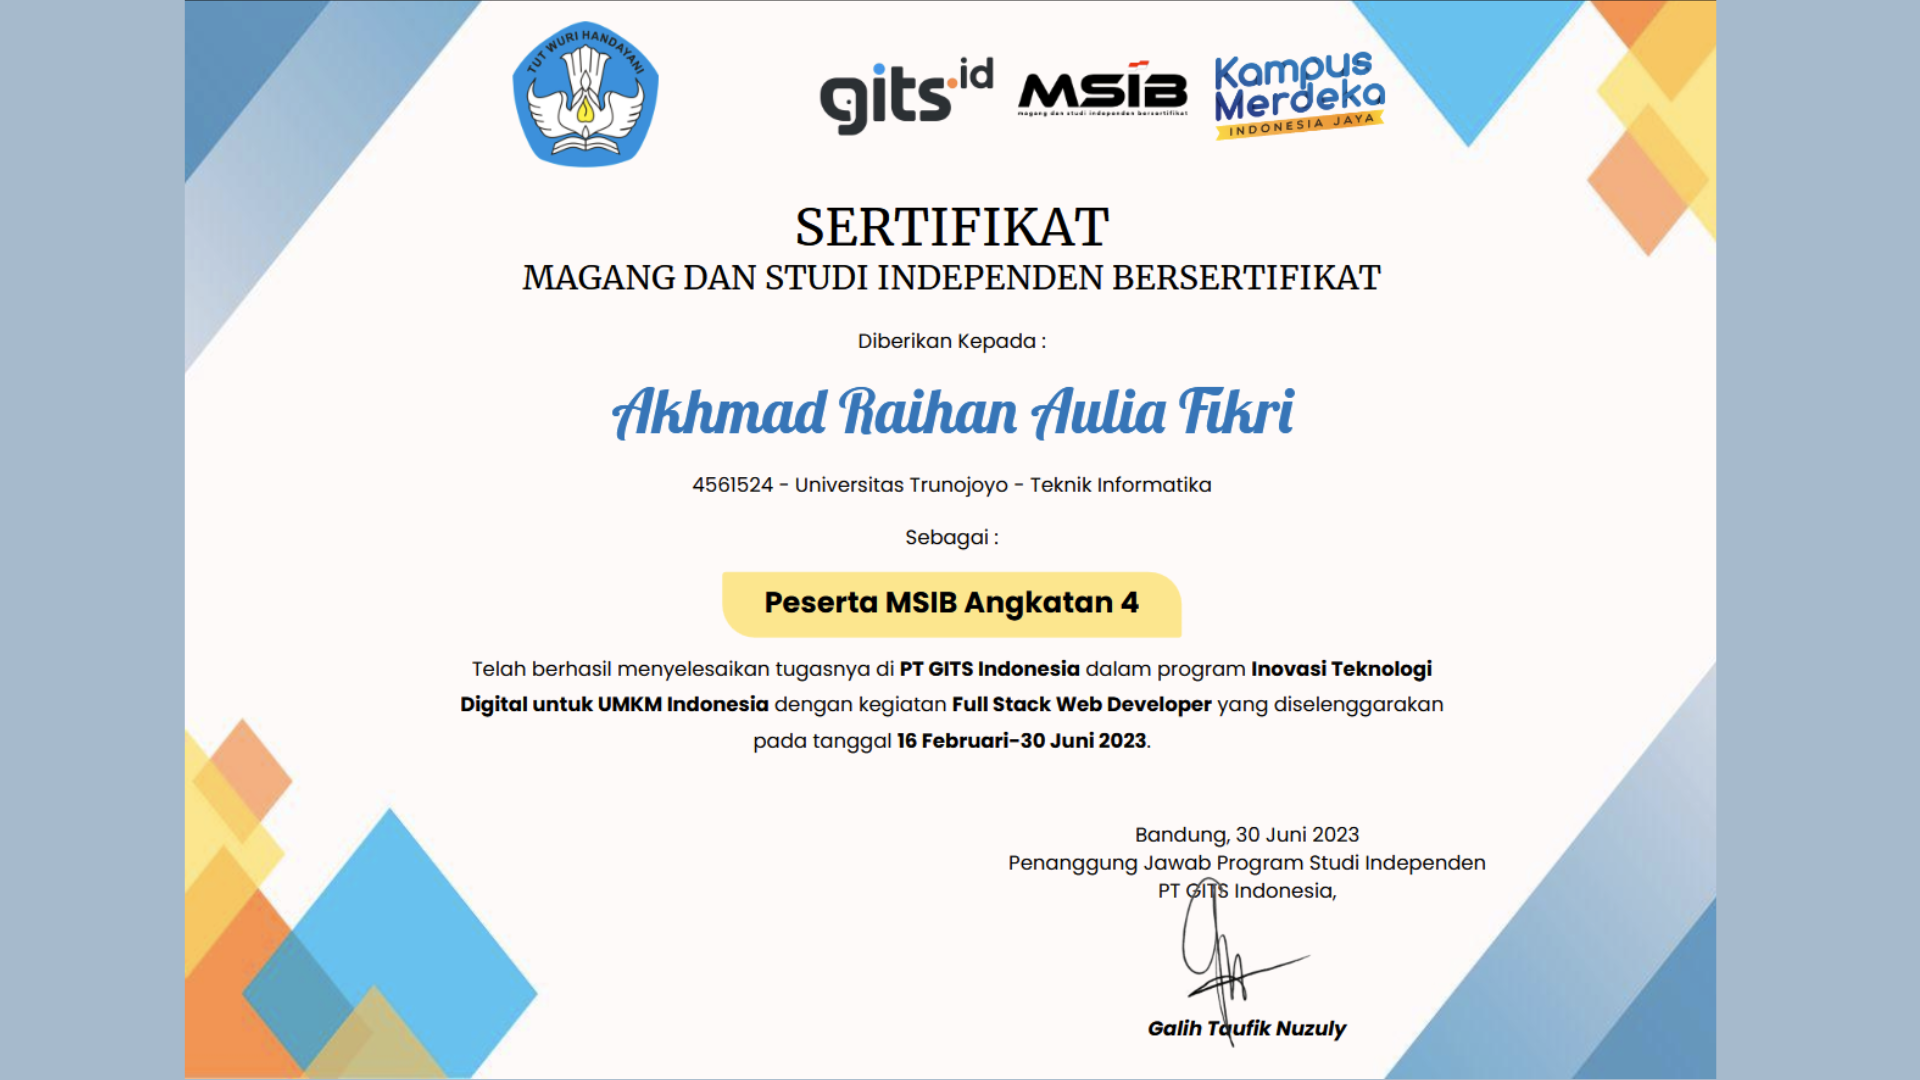 TUT WURI HANDAYANI
gits.id
MSIB
magang dan studi independen bersertifikat
Kampus
Merdeka
INDONESIA JAYA
SERTIFIKAT
MAGANG DAN STUDI INDEPENDEN BERSERTIFIKAT
Diberikan Kepada :
Akhmad Raihan Aulia Fikri
4561524 - Universitas Trunojoyo - Teknik Informatika
Sebagai :
Peserta MSIB Angkatan 4
Telah berhasil menyelesaikan tugasnya di PT GITS Indonesia dalam program Inovasi Teknologi
Digital untuk UMKM Indonesia dengan kegiatan Full Stack Web Developer yang diselenggarakan
pada tanggal 16 Februari-30 Juni 2023.
Bandung, 30 Juni 2023
Penanggung Jawab Program Studi Independen
PT GITS Indonesia,
Galih Taufik Nuzuly